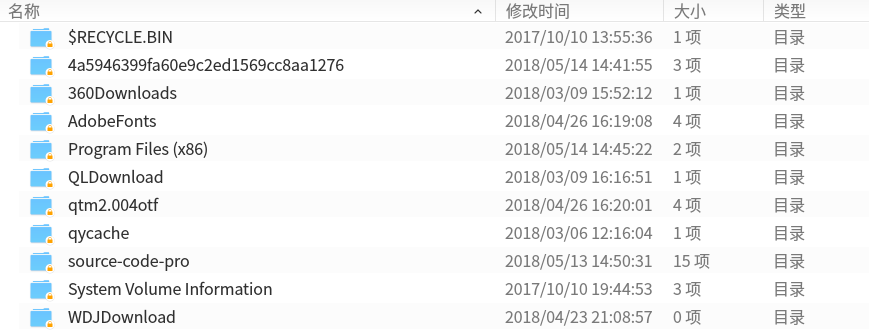 名称 修改时间 大小 类型
$RECYCLE.BIN 2017/10/10 13:55:36 1 项 目录
4a5946399fa60e9c2ed1569cc8aa1276 2018/05/14 14:41:55 3 项 目录
360Downloads 2018/03/09 15:52:12 1 项 目录
AdobeFonts 2018/04/26 16:19:08 4 项 目录
Program Files (x86) 2018/05/14 14:45:22 2 项 目录
QLDownload 2018/03/09 16:16:51 1 项 目录
qtm2.004otf 2018/04/26 16:20:01 4 项 目录
qycache 2018/03/06 12:16:04 1 项 目录
source-code-pro 2018/05/13 14:50:31 15 项 目录
System Volume Information 2017/10/10 19:44:53 3 项 目录
WDJDownload 2018/04/23 21:08:57 0 项 目录